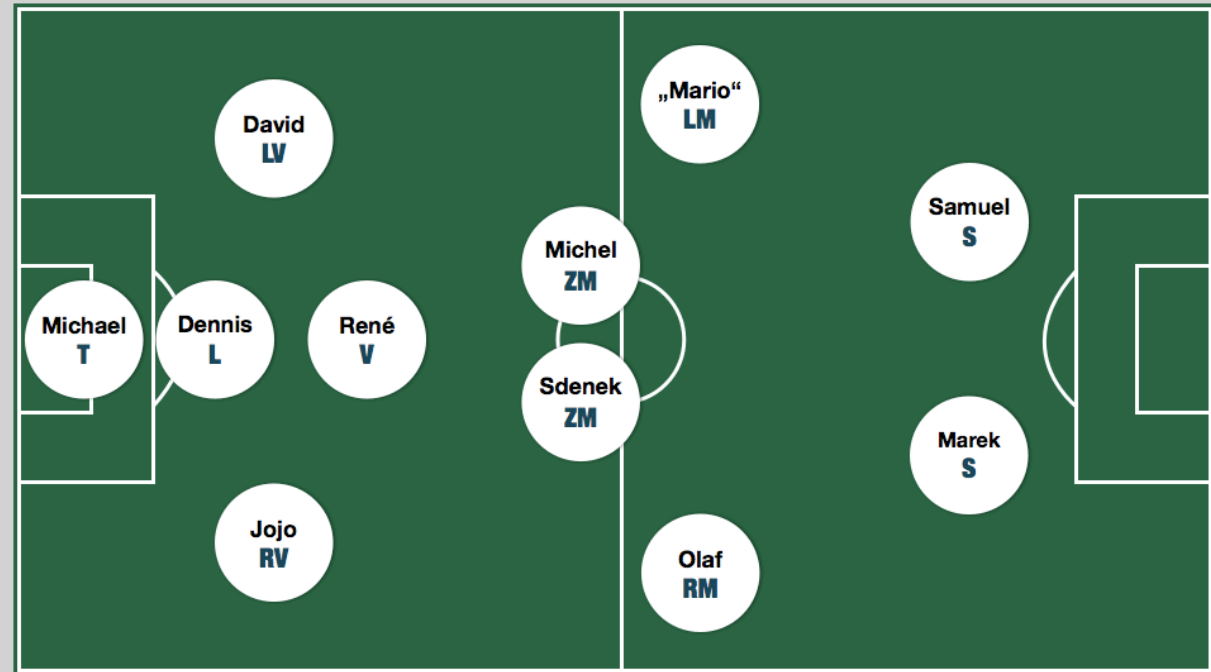 „Mario“
LM
David
LV
Samuel
S
Michel
ZM
Michael
T
Dennis
L
René
V
Sdenek
ZM
Marek
S
Jojo
RV
Olaf
RM